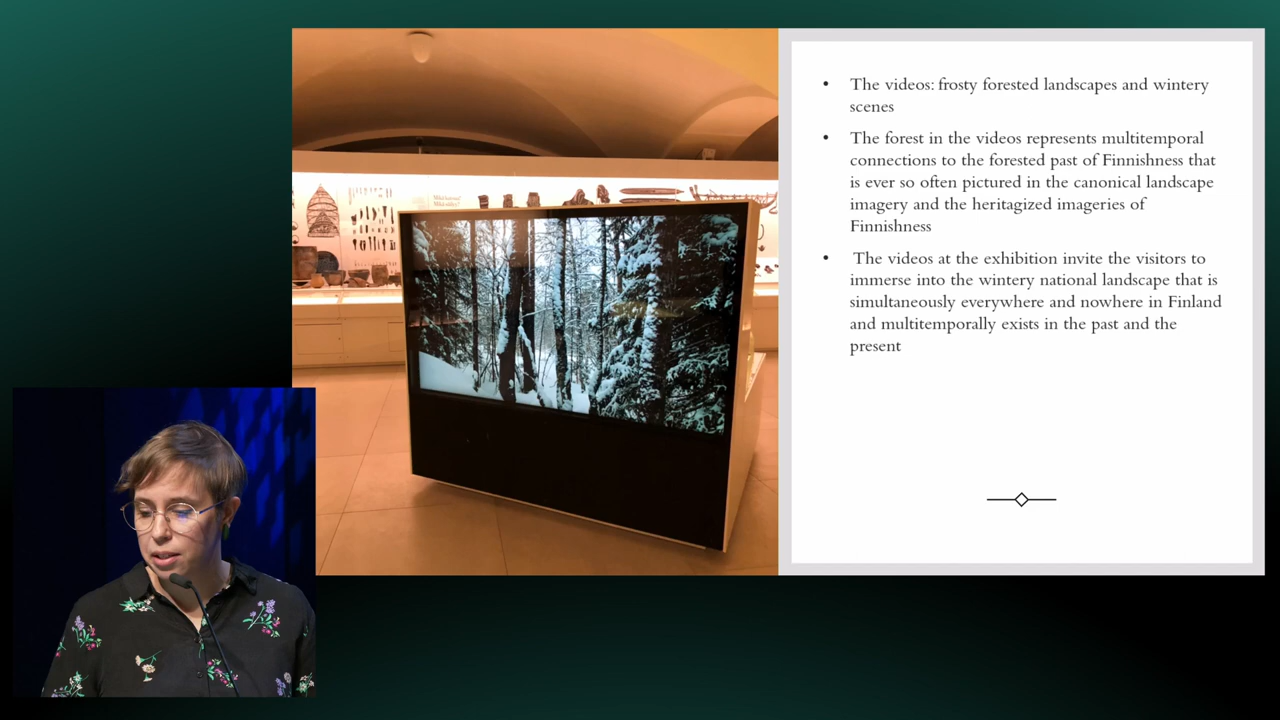 • The videos: frosty forested landscapes and wintery
scenes
• The forest in the videos represents multitemporal
connections to the forested past of Finnishness that
is ever so often pictured in the canonical landscape
imagery and the heritagized imageries of
Finnishness
• The videos at the exhibition invite the visitors to
immerse into the wintery national landscape that is
simultaneously everywhere and nowhere in Finland
and multitemporally exists in the past and the
present